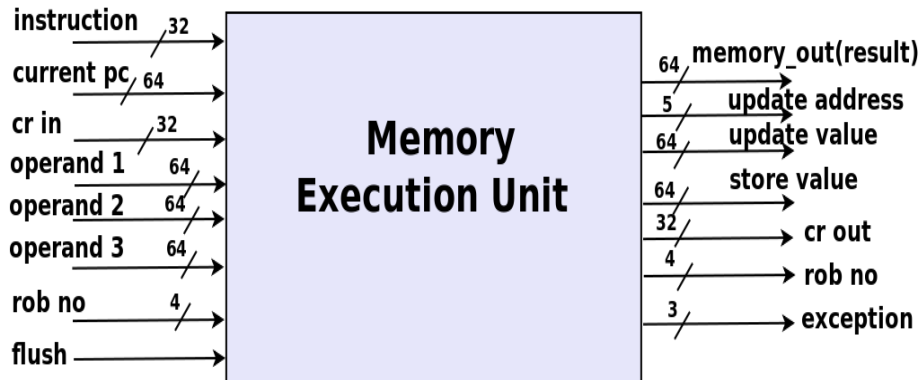 instruction
32
current pc
64
cr in
32
operand 1
64
operand 2
64
operand 3
64
rob no
4
flush
Memory
Execution Unit
64
memory_out(result)
5
update address
64
update value
64
store value
32
cr out
4
rob no
3
exception